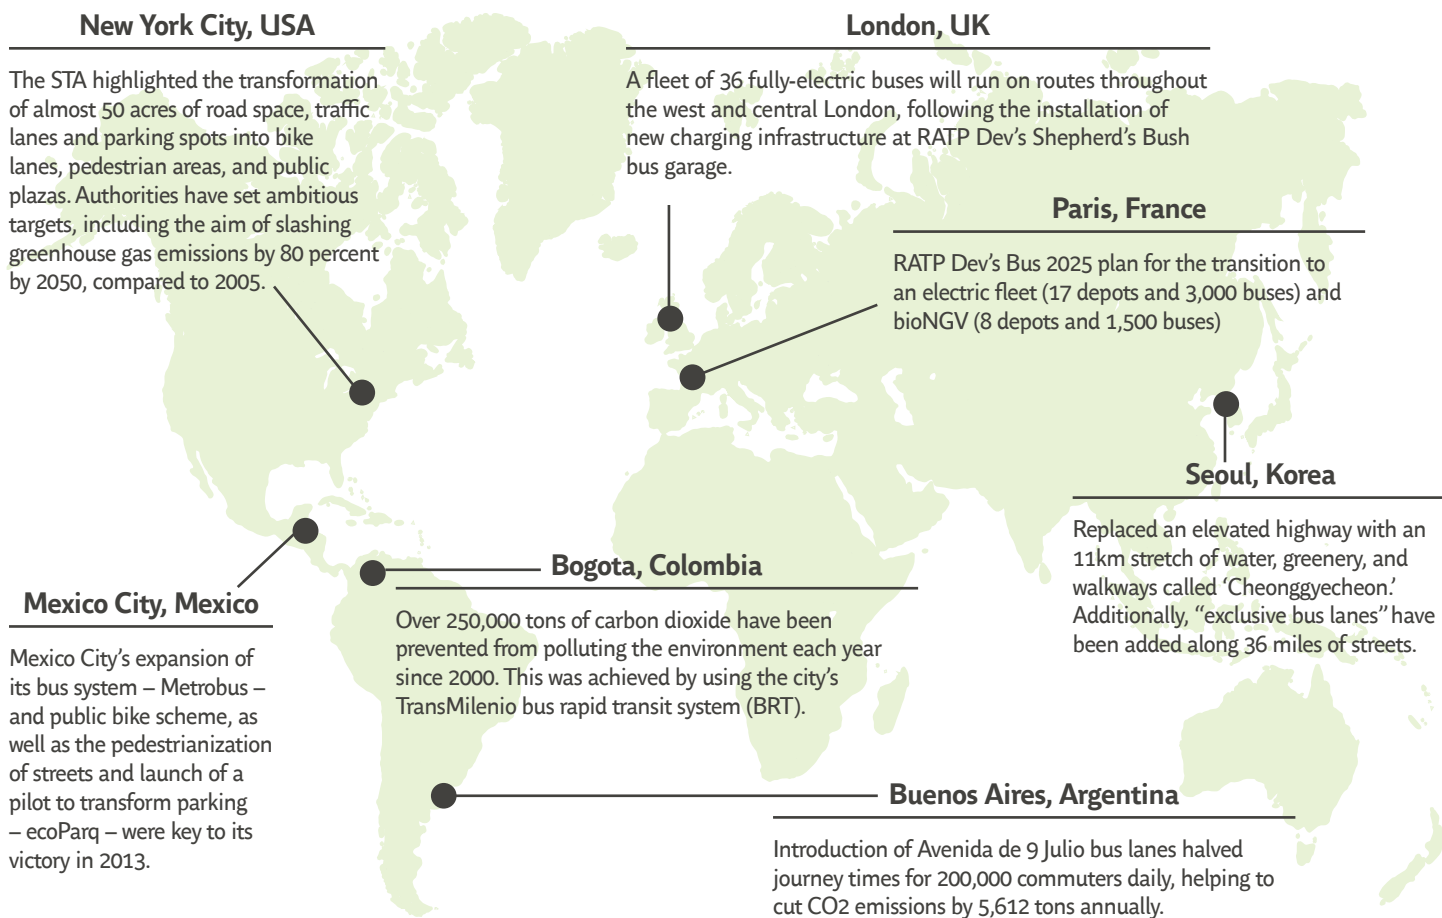 New York City, USA
The STA highlighted the transformation
of almost 50 acres of road space, traffic
lanes and parking spots into bike
lanes, pedestrian areas, and public
plazas. Authorities have set ambitious
targets, including the aim of slashing
greenhouse gas emissions by 80 percent
by 2050, compared to 2005.
London, UK
A fleet of 36 fully-electric buses will run on routes throughout
the west and central London, following the installation of
new charging infrastructure at RATP Dev's Shepherd's Bush
bus garage.
Paris, France
RATP Dev's Bus 2025 plan for the transition to
an electric fleet (17 depots and 3,000 buses) and
bioNGV (8 depots and 1,500 buses)
Seoul, Korea
Replaced an elevated highway with an
11km stretch of water, greenery, and
walkways called ‘Cheonggyecheon.’
Additionally, “exclusive bus lanes” have
been added along 36 miles of streets.
Bogota, Colombia
Over 250,000 tons of carbon dioxide have been
prevented from polluting the environment each year
since 2000. This was achieved by using the city's
TransMilenio bus rapid transit system (BRT).
Mexico City, Mexico
Mexico City's expansion of
its bus system – Metrobus –
and public bike scheme, as
well as the pedestrianization
of streets and launch of a
pilot to transform parking
– ecoParq – were key to its
victory in 2013.
Buenos Aires, Argentina
Introduction of Avenida de 9 Julio bus lanes halved
journey times for 200,000 commuters daily, helping to
cut CO2 emissions by 5,612 tons annually.